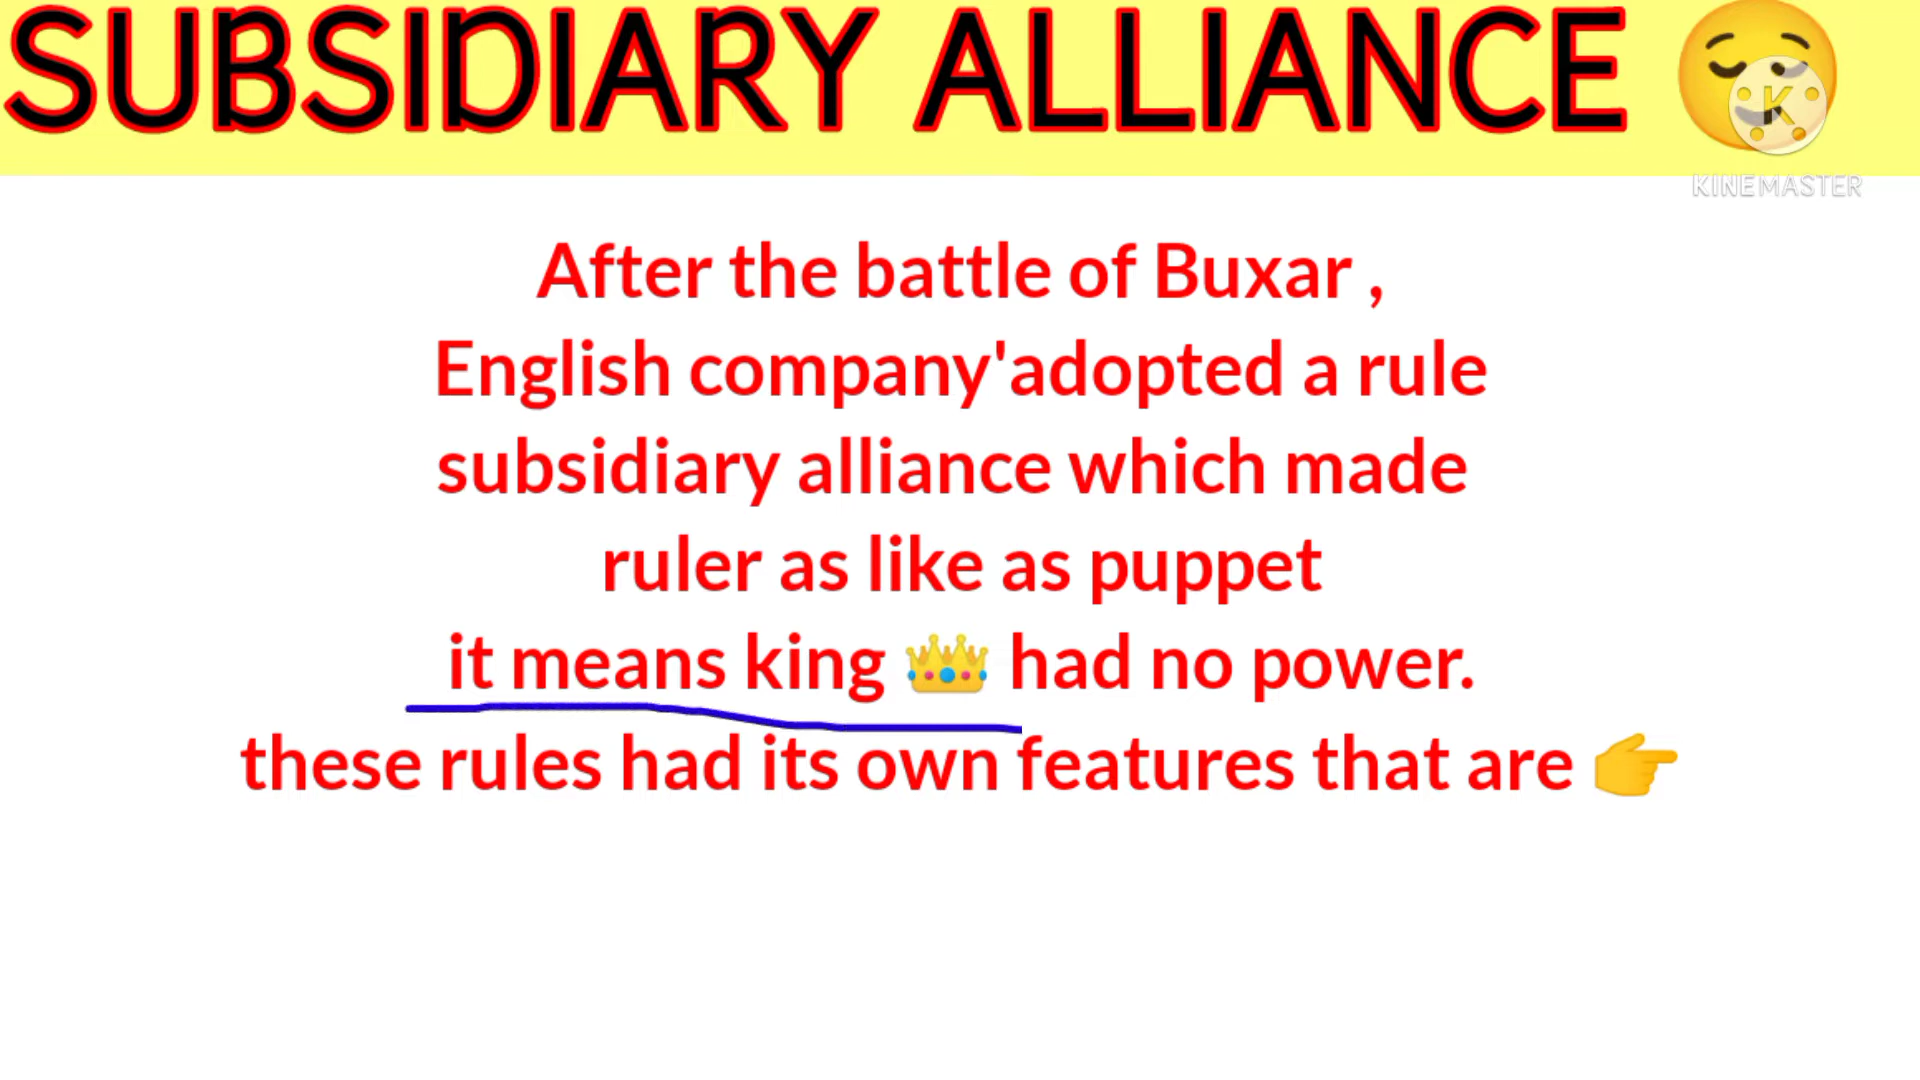 SUBSIDIARY ALLIANCE 😌
K
KINEMASTER
After the battle of Buxar ,
English company'adopted a rule
subsidiary alliance which made
ruler as like as puppet
it means king 👑 had no power.
these rules had its own features that are 👉